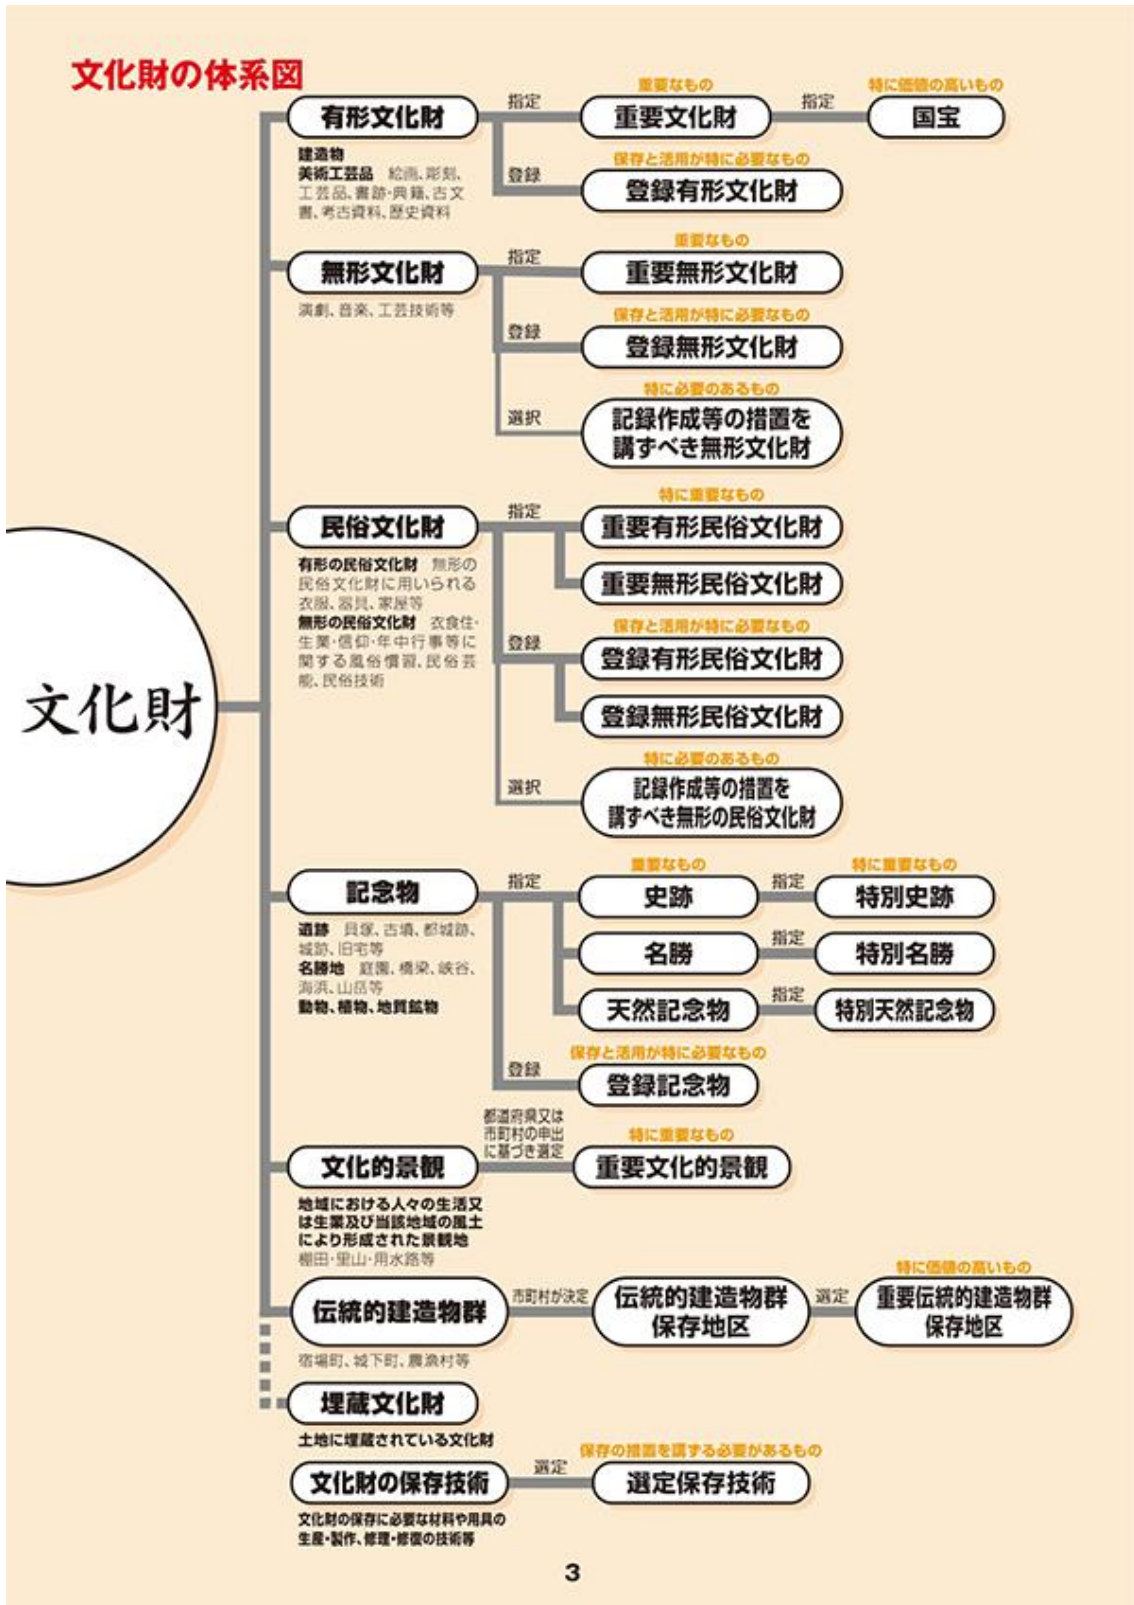 文化財の体系図
文化財
有形文化財
建造物
美術工芸品　絵画、彫刻、
工芸品、書跡・典籍、古文
書、考古資料、歴史資料
指定
重要なもの
重要文化財
指定
特に価値の高いもの
国宝
登録
保存と活用が特に必要なもの
登録有形文化財
無形文化財
演劇、音楽、工芸技術等
指定
重要なもの
重要無形文化財
登録
保存と活用が特に必要なもの
登録無形文化財
選択
特に必要のあるもの
記録作成等の措置を
講ずべき無形文化財
民俗文化財
有形の民俗文化財　無形の
民俗文化財に用いられる
衣服、器具、家屋等
無形の民俗文化財　衣食住・
生業・信仰・年中行事等に
関する風俗慣習、民俗芸
能、民俗技術
指定
特に重要なもの
重要有形民俗文化財
重要無形民俗文化財
登録
保存と活用が特に必要なもの
登録有形民俗文化財
登録無形民俗文化財
選択
特に必要のあるもの
記録作成等の措置を
講ずべき無形の民俗文化財
記念物
遺跡　貝塚、古墳、都城跡、
城跡、旧宅等
名勝地　庭園、橋梁、峡谷、
海浜、山岳等
動物、植物、地質鉱物
指定
重要なもの
史跡
指定
特に重要なもの
特別史跡
名勝
指定
特別名勝
天然記念物
指定
特別天然記念物
登録
保存と活用が特に必要なもの
登録記念物
文化的景観
地域における人々の生活又
は生業及び当該地域の風土
により形成された景観地
棚田・里山・用水路等
都道府県又は
市町村の申出
に基づき選定
特に重要なもの
重要文化的景観
伝統的建造物群
宿場町、城下町、農漁村等
市町村が決定
伝統的建造物群
保存地区
選定
特に価値の高いもの
重要伝統的建造物群
保存地区
埋蔵文化財
土地に埋蔵されている文化財
文化財の保存技術
文化財の保存に必要な材料や用具の
生産・製作、修理・修復の技術等
選定
保存の措置を講ずる必要があるもの
選定保存技術
3